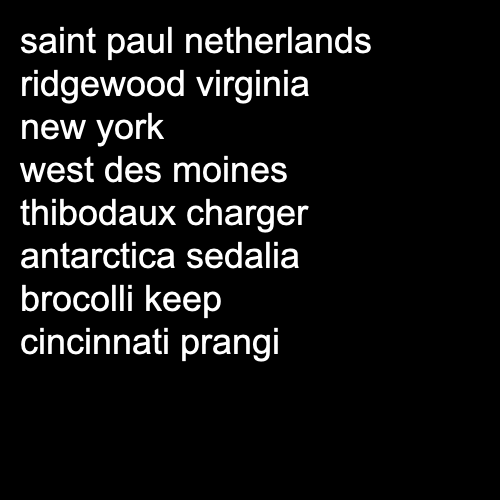 saint paul netherlands
ridgewood virginia
new york
west des moines
thibodaux charger
antarctica sedalia
brocolli keep
cincinnati prangi